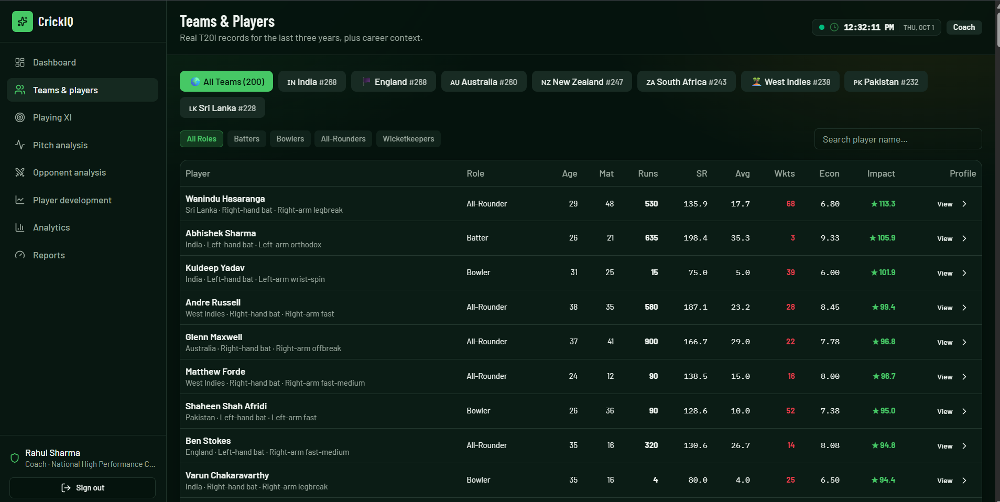 CrickIQ
Dashboard
Teams & players
Playing XI
Pitch analysis
Opponent analysis
Player development
Analytics
Reports
Rahul Sharma
Coach · National High Performance C...
Sign out
Teams & Players
Real T20I records for the last three years, plus career context.
12:32:11 PM THU, OCT 1 Coach
All Teams (200) IN India #268 England #268 AU Australia #260 NZ New Zealand #247 ZA South Africa #243 West Indies #238 PK Pakistan #232
LK Sri Lanka #228
All Roles Batters Bowlers All-Rounders Wicketkeepers Search player name...
Player Role Age Mat Runs SR Avg Wkts Econ Impact Profile
Wanindu Hasaranga
Sri Lanka · Right-hand bat · Right-arm legbreak
All-Rounder 29 48 530 135.9 17.7 68 6.80 ★ 113.3 View
Abhishek Sharma
India · Left-hand bat · Left-arm orthodox
Batter 26 21 635 198.4 35.3 3 9.33 ★ 105.9 View
Kuldeep Yadav
India · Left-hand bat · Left-arm wrist-spin
Bowler 31 25 15 75.0 5.0 39 6.00 ★ 101.9 View
Andre Russell
West Indies · Right-hand bat · Right-arm fast
All-Rounder 38 35 580 187.1 23.2 28 8.45 ★ 99.4 View
Glenn Maxwell
Australia · Right-hand bat · Right-arm offbreak
All-Rounder 37 41 900 166.7 29.0 22 7.78 ★ 96.8 View
Matthew Forde
West Indies · Right-hand bat · Right-arm fast-medium
All-Rounder 24 12 90 138.5 15.0 16 8.00 ★ 96.7 View
Shaheen Shah Afridi
Pakistan · Left-hand bat · Left-arm fast
Bowler 26 36 90 128.6 10.0 52 7.38 ★ 95.0 View
Ben Stokes
England · Left-hand bat · Right-arm fast-medium
All-Rounder 35 16 320 130.6 26.7 14 8.08 ★ 94.8 View
Varun Chakaravarthy
India · Right-hand bat · Right-arm legbreak
Bowler 35 16 4 80.0 4.0 25 6.50 ★ 94.4 View